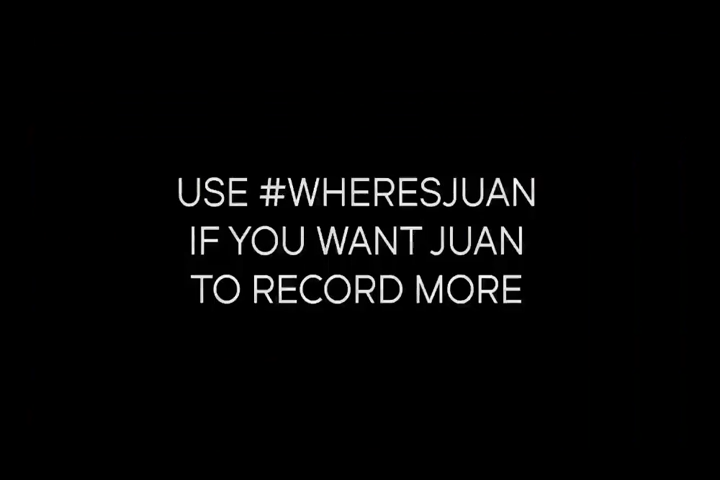 USE #WHERESJUAN
IF YOU WANT JUAN
TO RECORD MORE